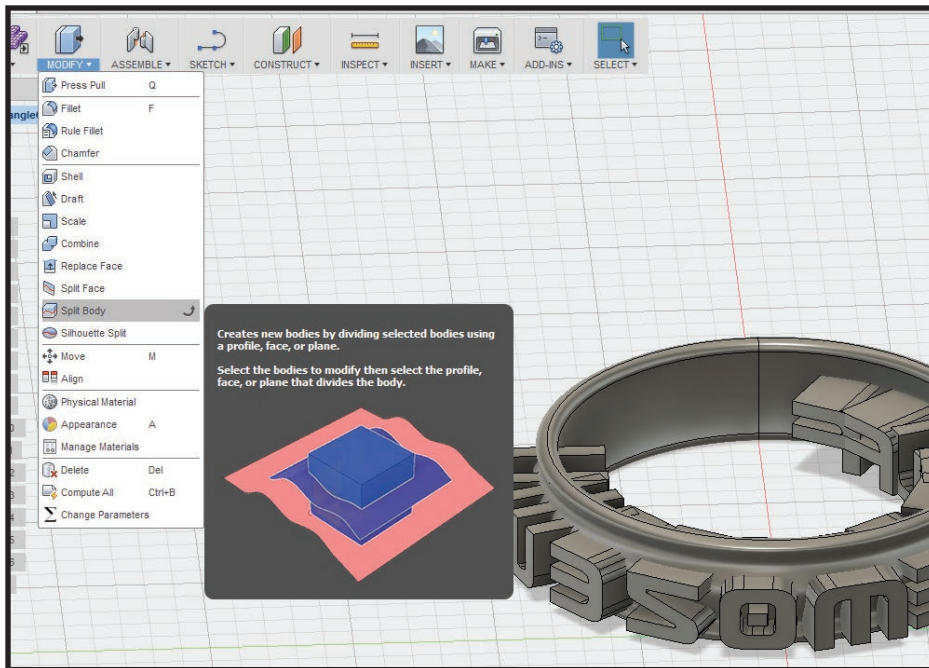 MODIFY ▾ ASSEMBLE ▾ SKETCH ▾ CONSTRUCT ▾ INSPECT ▾ INSERT ▾ MAKE ▾ ADD-INS ▾ SELECT ▾
Press Pull Q
angle
Fillet F
Rule Fillet
Chamfer
Shell
Draft
Scale
Combine
Replace Face
Split Face
Split Body
Silhouette Split
Move M
Align
Physical Material
Appearance A
Manage Materials
Delete Del
Compute All Ctrl+B
Change Parameters
Creates new bodies by dividing selected bodies using
a profile, face, or plane.
Select the bodies to modify then select the profile,
face, or plane that divides the body.